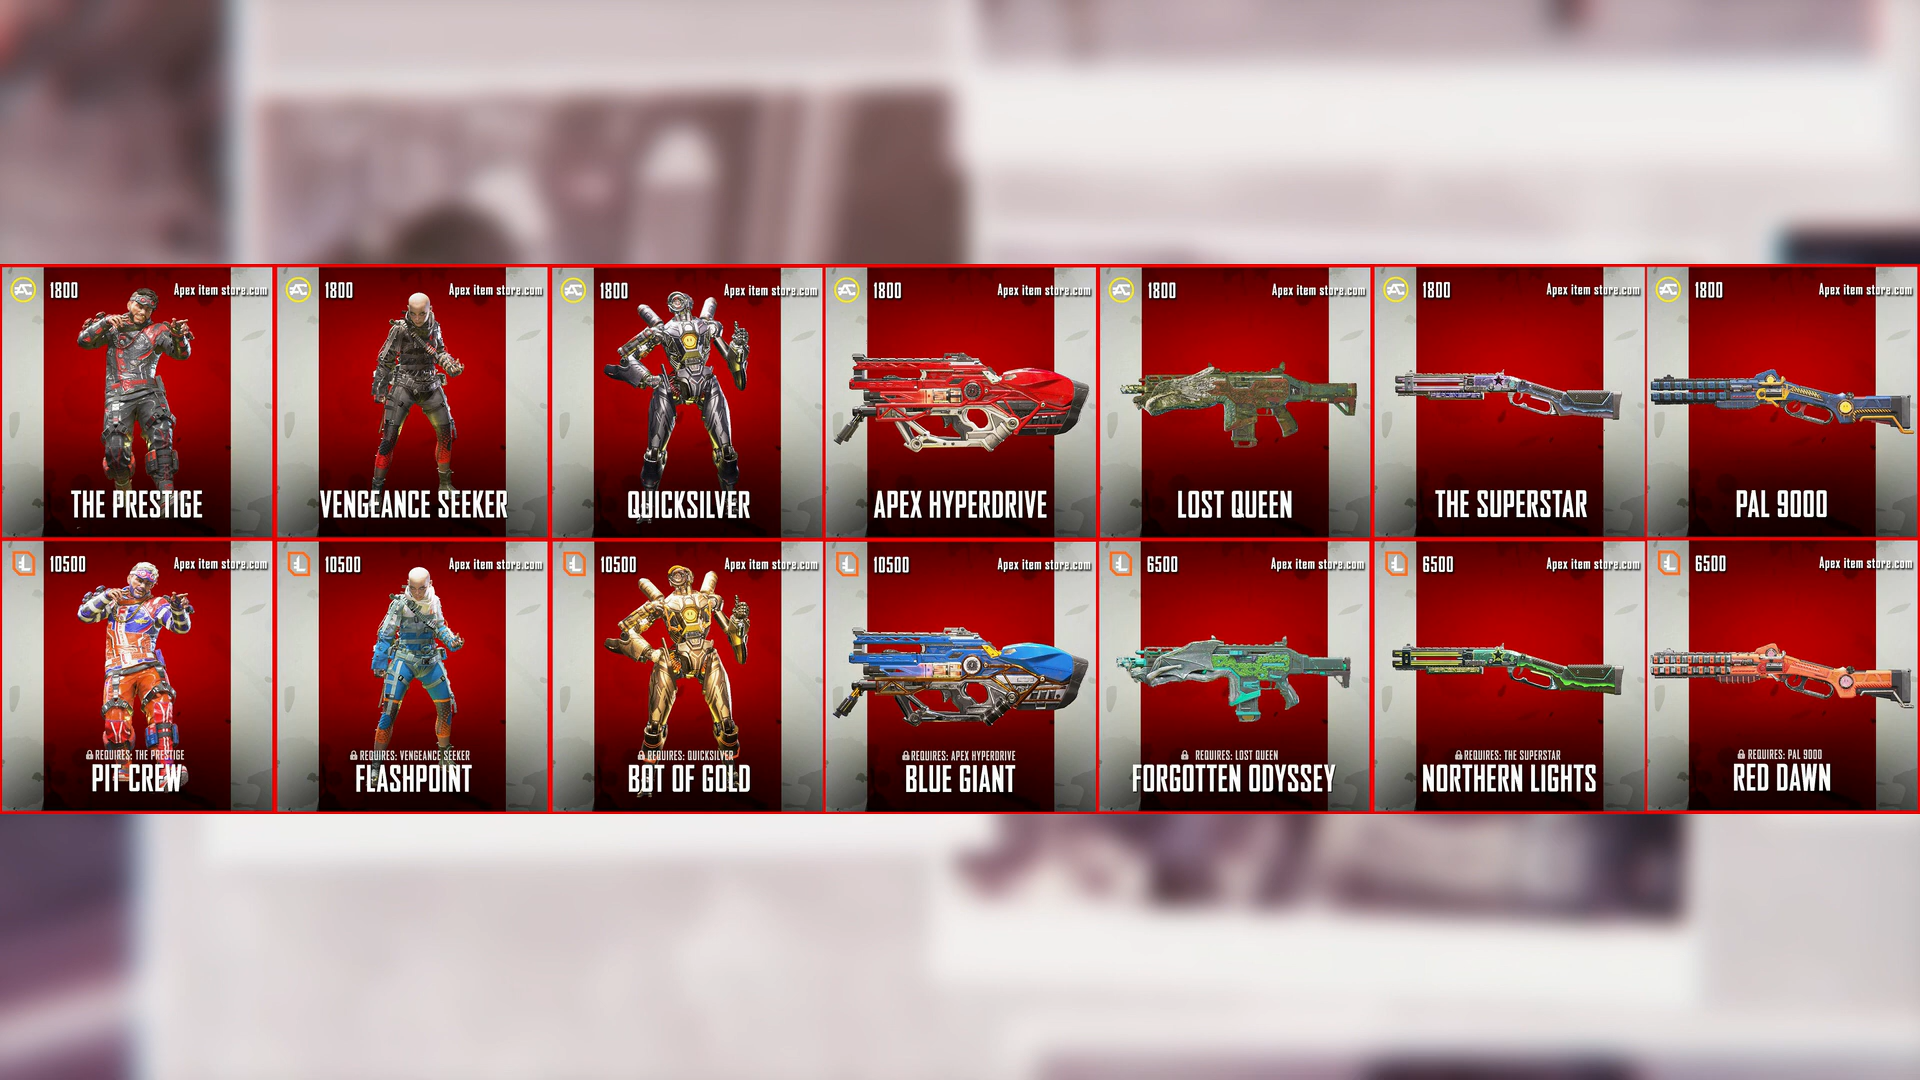 1800 Apex item store.com
THE PRESTIGE
1800 Apex item store.com
VENGEANCE SEEKER
1800 Apex item store.com
QUICKSILVER
1800 Apex item store.com
APEX HYPERDRIVE
1800 Apex item store.com
LOST QUEEN
1800 Apex item store.com
THE SUPERSTAR
1800 Apex item store.com
PAL 9000
10500 Apex item store.com
REQUIRES: THE PRESTIGE
PIT CREW
10500 Apex item store.com
REQUIRES: VENGEANCE SEEKER
FLASHPOINT
10500 Apex item store.com
REQUIRES: QUICKSILVER
BOT OF GOLD
10500 Apex item store.com
REQUIRES: APEX HYPERDRIVE
BLUE GIANT
6500 Apex item store.com
REQUIRES: LOST QUEEN
FORGOTTEN ODYSSEY
6500 Apex item store.com
REQUIRES: THE SUPERSTAR
NORTHERN LIGHTS
6500 Apex item store.com
REQUIRES: PAL 9000
RED DAWN